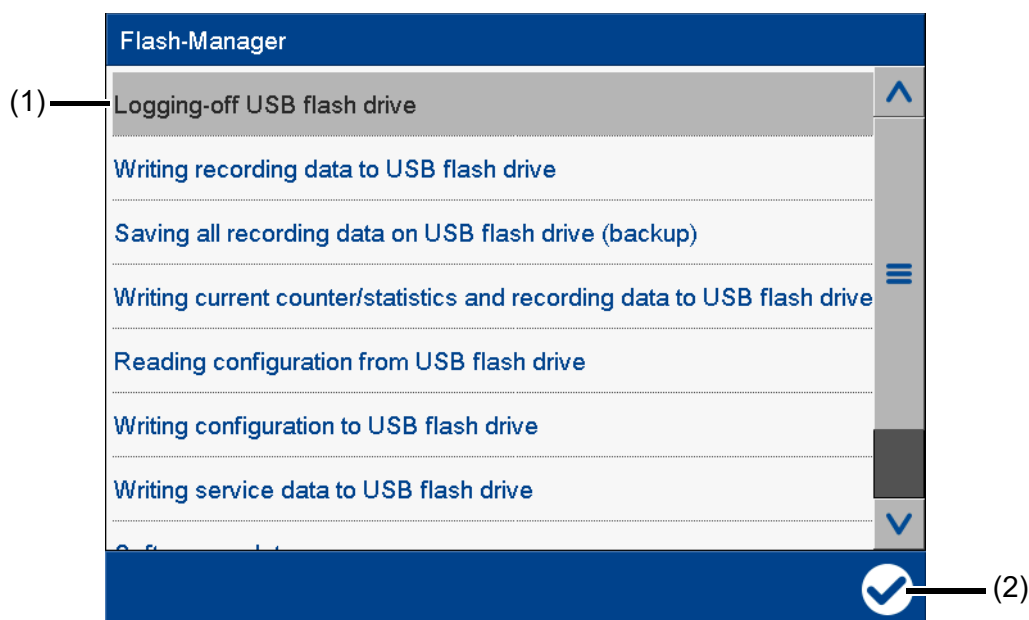 Flash-Manager
(1)
Logging-off USB flash drive
Writing recording data to USB flash drive
Saving all recording data on USB flash drive (backup)
Writing current counter/statistics and recording data to USB flash drive
Reading configuration from USB flash drive
Writing configuration to USB flash drive
Writing service data to USB flash drive
(2)